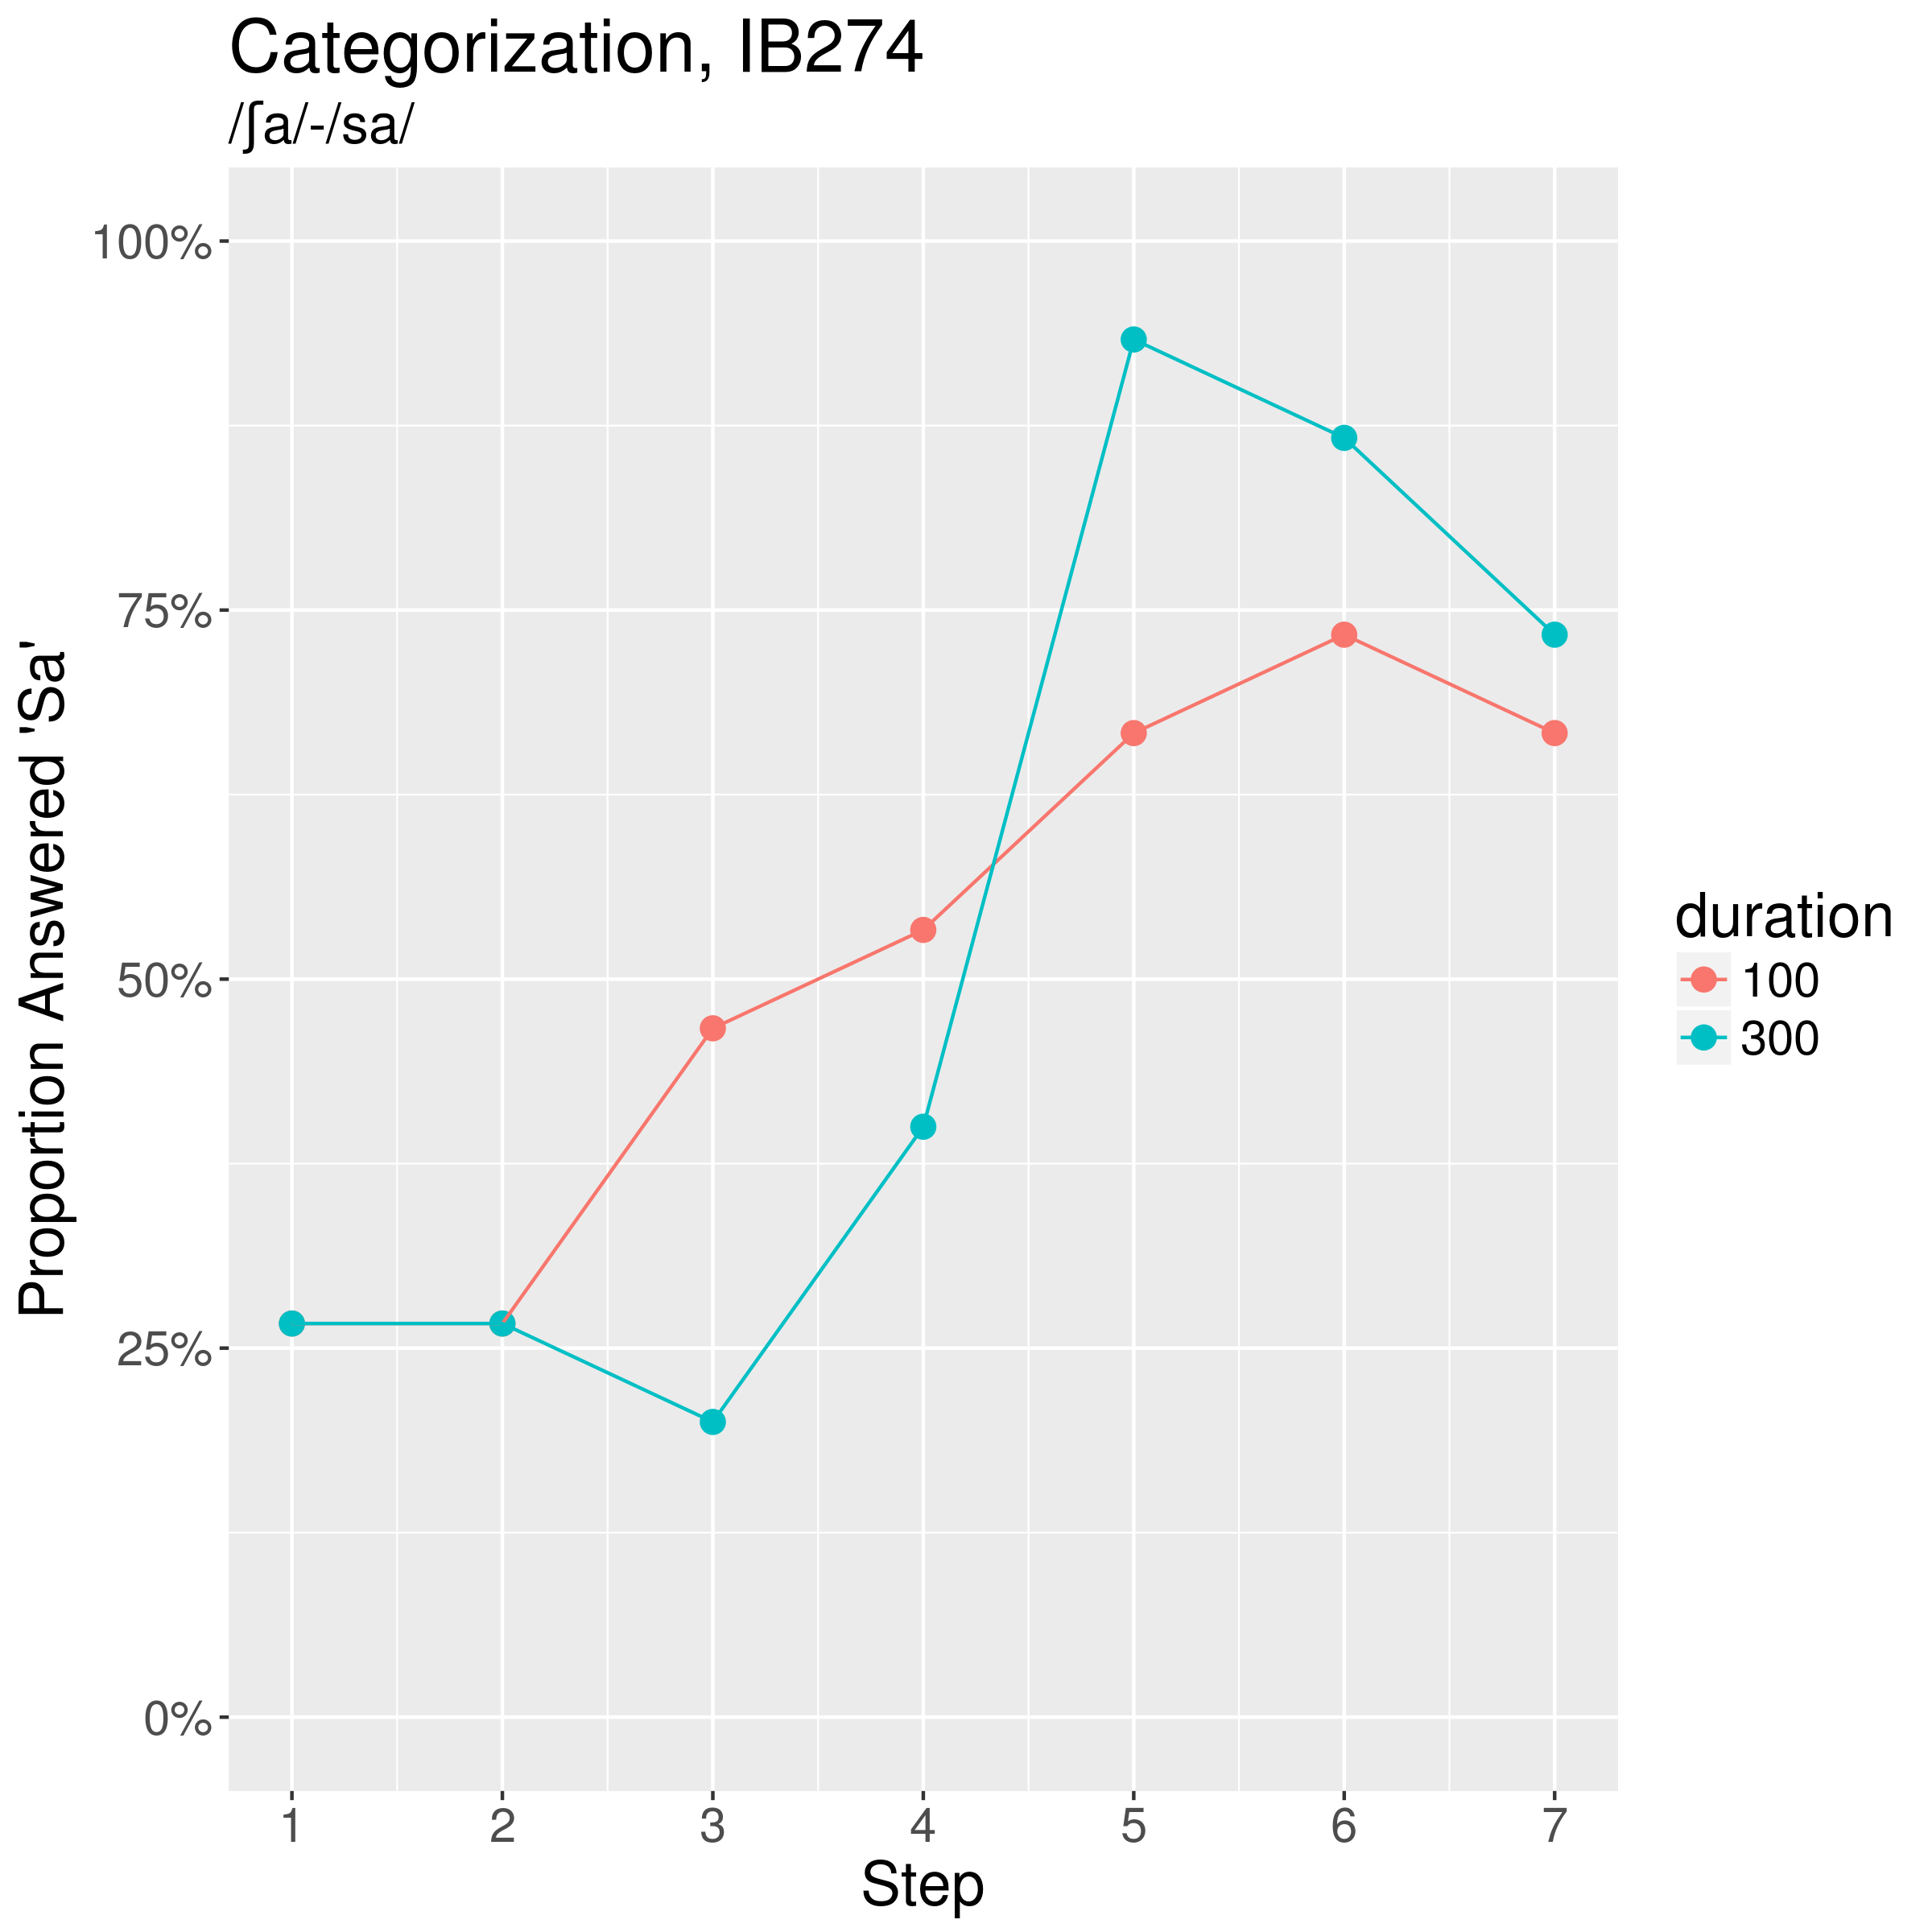 Categorization, IB274
/ʃa/-/sa/
100%
75%
50%
25%
0%
Proportion Answered 'Sa'
1 2 3 4 5 6 7
Step
duration
100
300